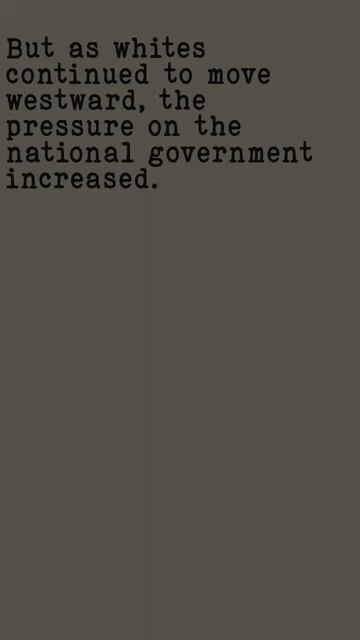 But as whites
continued to move
westward, the
pressure on the
national government
increased.